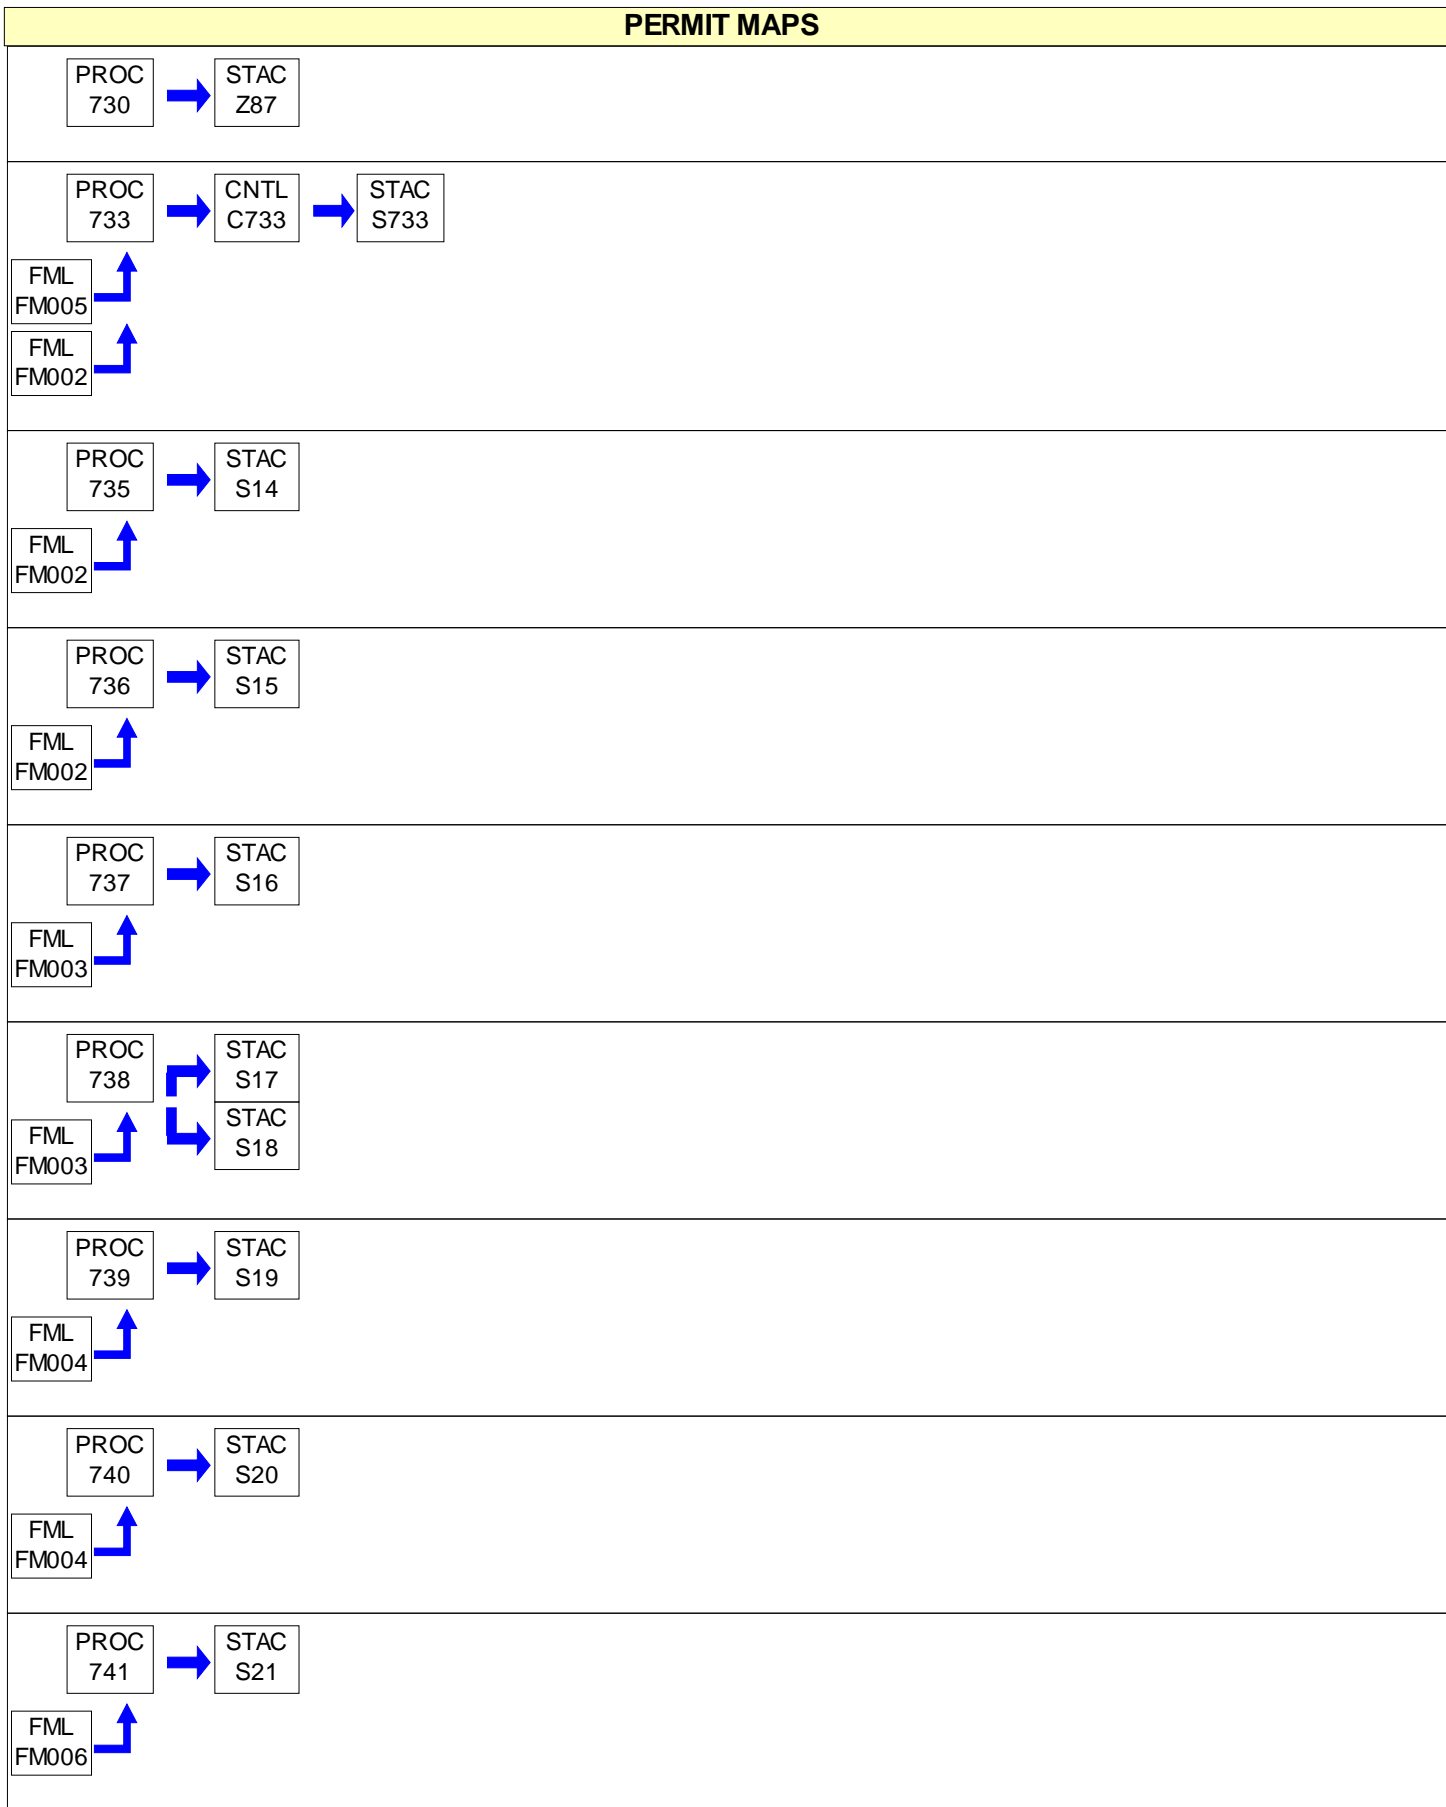 PERMIT MAPS
PROC
730
STAC
Z87
PROC
733
CNTL
C733
STAC
S733
FML
FM005
FML
FM002
PROC
735
STAC
S14
FML
FM002
PROC
736
STAC
S15
FML
FM002
PROC
737
STAC
S16
FML
FM003
PROC
738
STAC
S17
STAC
S18
FML
FM003
PROC
739
STAC
S19
FML
FM004
PROC
740
STAC
S20
FML
FM004
PROC
741
STAC
S21
FML
FM006